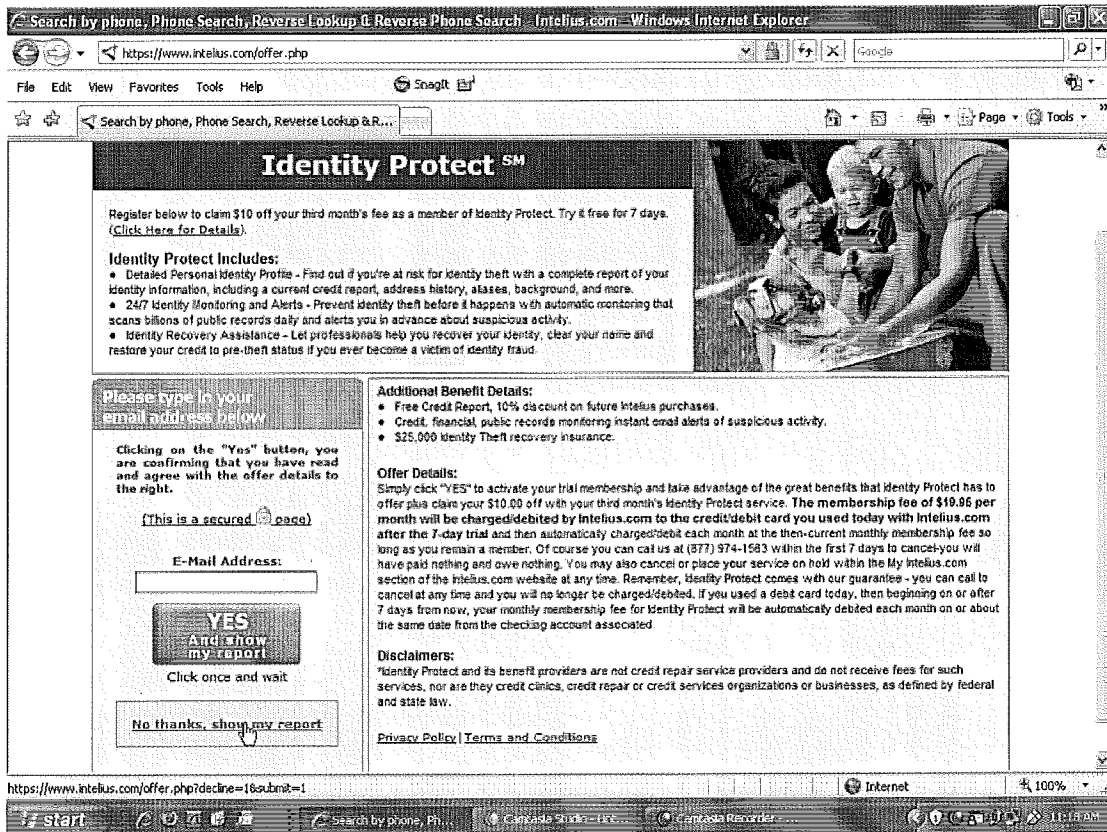 Search by phone, Phone Search, Reverse Lookup & Reverse Phone Search - Intelius.com - Windows Internet Explorer
https://www.intelius.com/offer.php
Google
File Edit View Favorites Tools Help
SnagIt
Search by phone, Phone Search, Reverse Lookup & R...
Page Tools
Identity Protect SM
Register below to claim $10 off your third month's fee as a member of Identity Protect. Try it free for 7 days.
(Click Here for Details).
Identity Protect Includes:
• Detailed Personal Identity Profile - Find out if you're at risk for identity theft with a complete report of your
identity information, including a current credit report, address history, aliases, background, and more.
• 24/7 Identity Monitoring and Alerts - Prevent identity theft before it happens with automatic monitoring that
scans billions of public records daily and alerts you in advance about suspicious activity.
• Identity Recovery Assistance - Let professionals help you recover your identity, clear your name and
restore your credit to pre-theft status if you ever become a victim of identity fraud.
Please type in your
email address below
Clicking on the "Yes" button, you
are confirming that you have read
and agree with the offer details to
the right.
(This is a secured page)
E-Mail Address:
YES
And show
my report
Click once and wait
No thanks, show my report
Additional Benefit Details:
• Free Credit Report, 10% discount on future Intelius purchases.
• Credit, financial, public records monitoring instant email alerts of suspicious activity.
• $25,000 Identity Theft recovery insurance.
Offer Details:
Simply click "YES" to activate your trial membership and take advantage of the great benefits that Identity Protect has to
offer plus claim your $10.00 off with your third month's Identity Protect service. The membership fee of $19.95 per
month will be charged/debited by Intelius.com to the credit/debit card you used today with Intelius.com
after the 7-day trial and then automatically charged/debit each month at the then-current monthly membership fee so
long as you remain a member. Of course you can call us at (877) 974-1583 within the first 7 days to cancel-you will
have paid nothing and owe nothing. You may also cancel or place your service on hold within the My Intelius.com
section of the Intelius.com website at any time. Remember, Identity Protect comes with our guarantee - you can call to
cancel at any time and you will no longer be charged/debited. If you used a debit card today, then beginning on or after
7 days from now, your monthly membership fee for Identity Protect will be automatically debited each month on or about
the same date from the checking account associated
Disclaimers:
*Identity Protect and its benefit providers are not credit repair service providers and do not receive fees for such
services, nor are they credit clinics, credit repair or credit services organizations or businesses, as defined by federal
and state law.
Privacy Policy | Terms and Conditions
https://www.intelius.com/offer.php?decline=1&submit=1
Internet
100%
start
Search by phone, Ph...
Camtasia Studio -
Camtasia Recorder - ...
11:18 AM